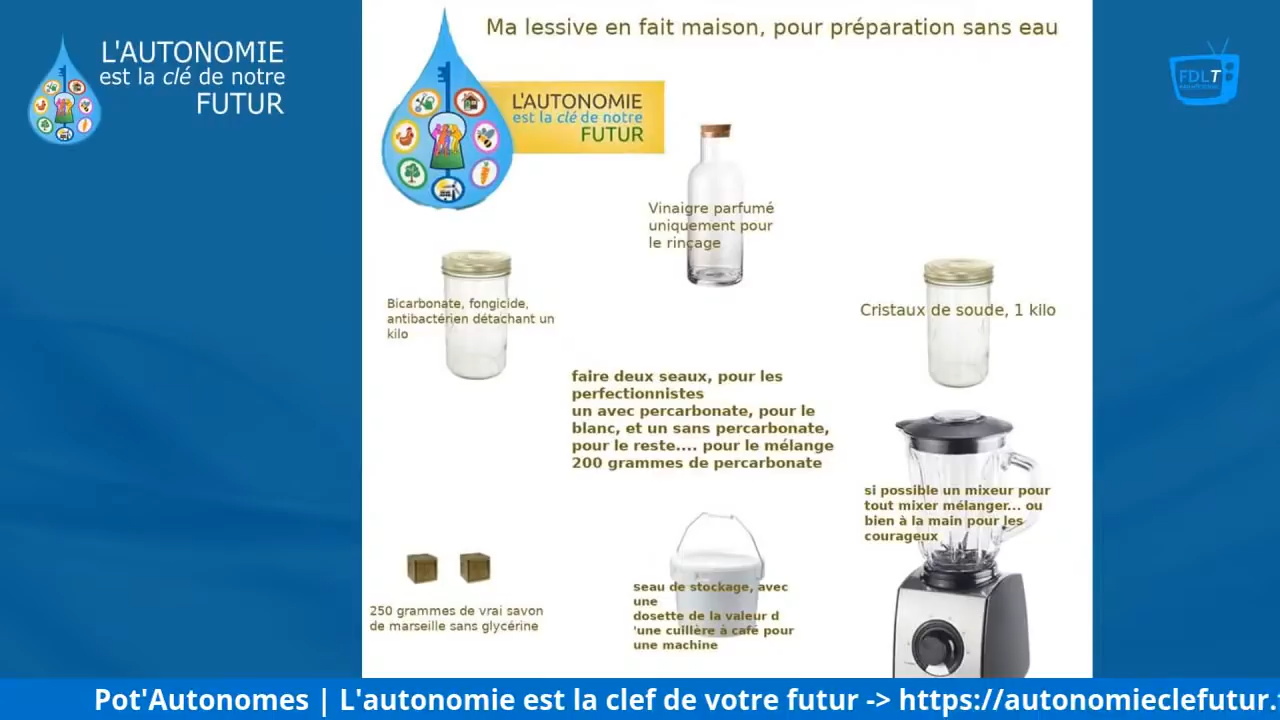 L'AUTONOMIE
est la clé de notre
FUTUR
Ma lessive en fait maison, pour préparation sans eau
FDLT
L'AUTONOMIE
est la clé de notre
FUTUR
Vinaigre parfumé
uniquement pour
le rinçage
Bicarbonate, fongicide,
antibactérien détachant un
kilo
Cristaux de soude, 1 kilo
faire deux seaux, pour les
perfectionnistes
un avec percarbonate, pour le
blanc, et un sans percarbonate,
pour le reste.... pour le mélange
200 grammes de percarbonate
si possible un mixeur pour
tout mixer mélanger... ou
bien à la main pour les
courageux
250 grammes de vrai savon
de marseille sans glycérine
seau de stockage, avec
une
dosette de la valeur d
'une cuillère à café pour
une machine
Pot'Autonomes | L'autonomie est la clef de votre futur -> https://autonomieclefutur.